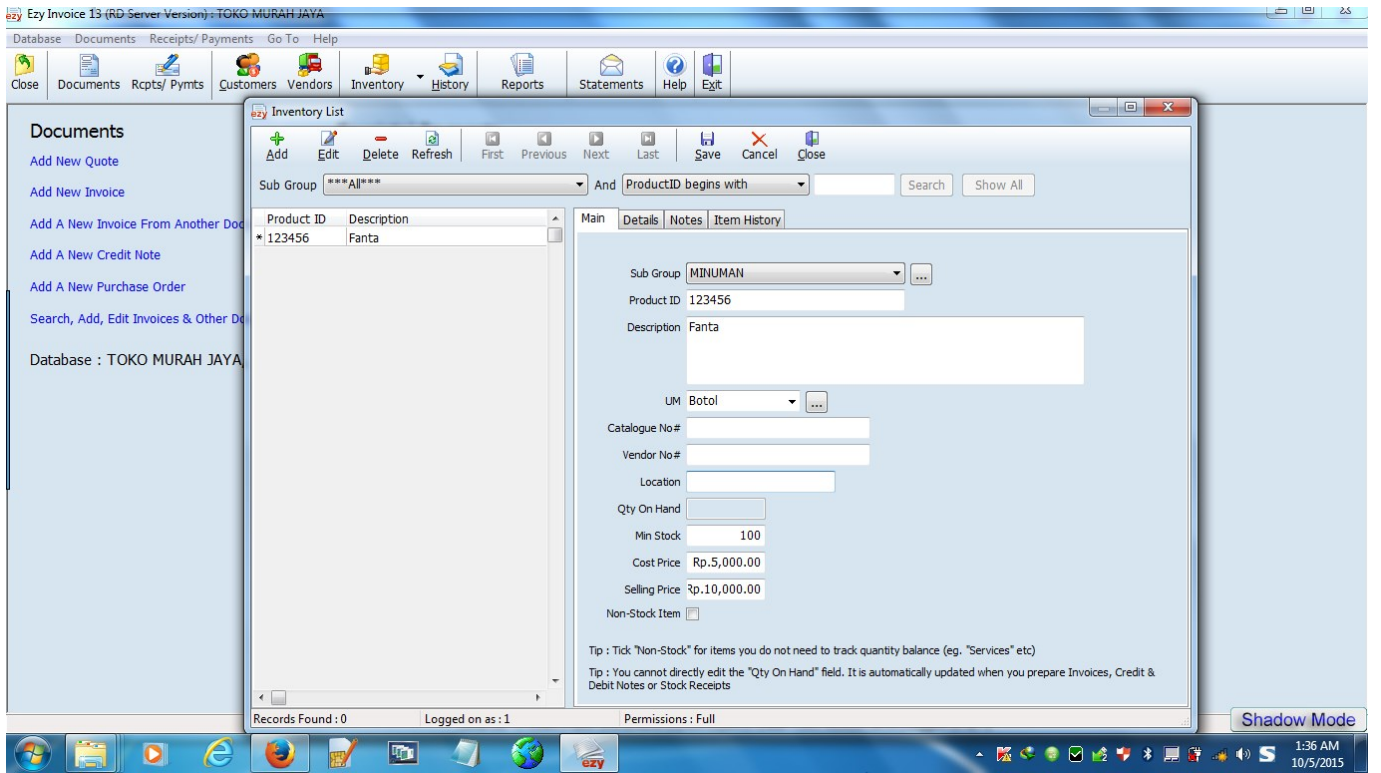 ezy Ezy Invoice 13 (RD Server Version) : TOKO MURAH JAYA
Database Documents Receipts/ Payments Go To Help
Close Documents Rcpts/ Pymts Customers Vendors Inventory History Reports Statements Help Exit
Documents
Add New Quote
Add New Invoice
Add A New Invoice From Another Doc
Add A New Credit Note
Add A New Purchase Order
Search, Add, Edit Invoices & Other Do
Database : TOKO MURAH JAYA,
ezy Inventory List
Add Edit Delete Refresh First Previous Next Last Save Cancel Close
Sub Group ***All*** And ProductID begins with Search Show All
Product ID Description
* 123456 Fanta
Main Details Notes Item History
Sub Group MINUMAN ...
Product ID 123456
Description Fanta
UM Botol ...
Catalogue No#
Vendor No#
Location
Qty On Hand
Min Stock 100
Cost Price Rp.5,000.00
Selling Price Rp.10,000.00
Non-Stock Item
Tip : Tick "Non-Stock" for items you do not need to track quantity balance (eg. "Services" etc)
Tip : You cannot directly edit the "Qty On Hand" field. It is automatically updated when you prepare Invoices, Credit &
Debit Notes or Stock Receipts
Records Found : 0 Logged on as : 1 Permissions : Full
Shadow Mode
ezy
1:36 AM
10/5/2015